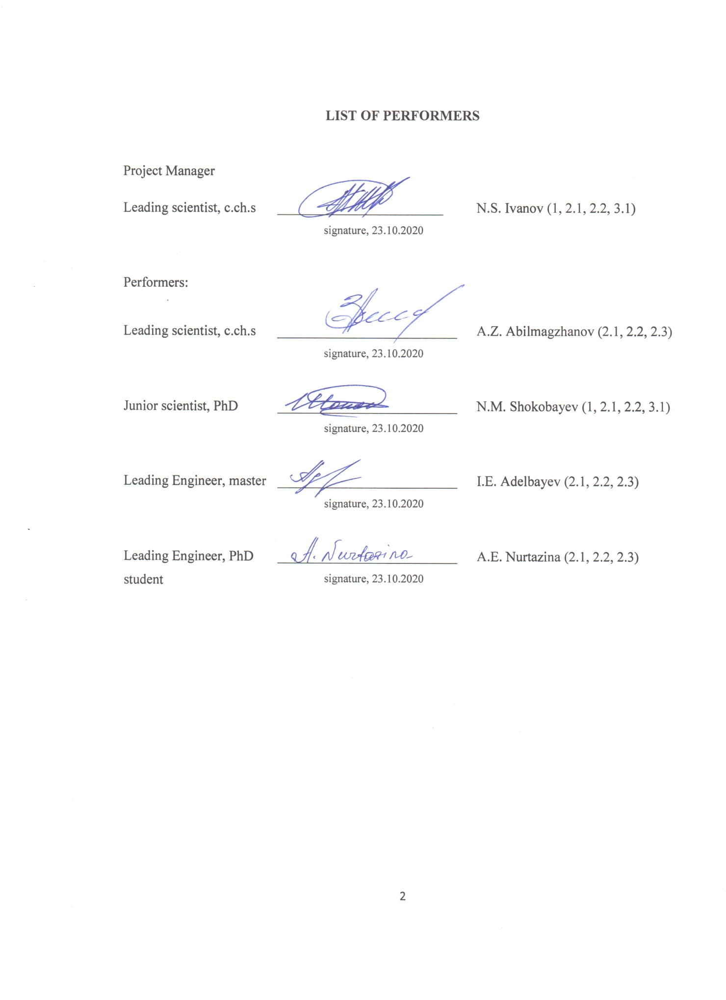 LIST OF PERFORMERS
Project Manager
Leading scientist, c.ch.s N.S. Ivanov (1, 2.1, 2.2, 3.1)
signature, 23.10.2020
Performers:
Leading scientist, c.ch.s A.Z. Abilmagzhanov (2.1, 2.2, 2.3)
signature, 23.10.2020
Junior scientist, PhD N.M. Shokobayev (1, 2.1, 2.2, 3.1)
signature, 23.10.2020
Leading Engineer, master I.E. Adelbayev (2.1, 2.2, 2.3)
signature, 23.10.2020
Leading Engineer, PhD A. Nurtazina A.E. Nurtazina (2.1, 2.2, 2.3)
student signature, 23.10.2020
2